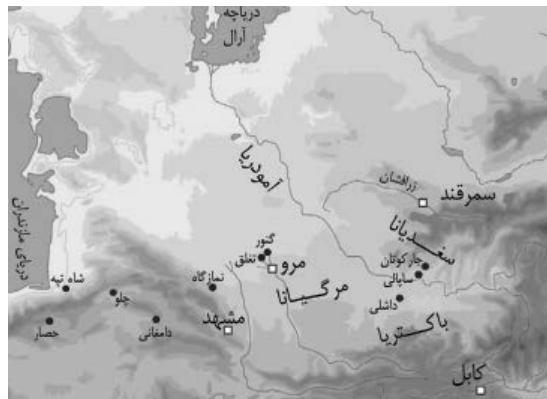 دریاچه
آرال
آمودریا
زرافشان
سمرقند
سغدیانا
دریای مازندران
گنور
تغلق
مرو
جارکوتان
ساپالی
شاه تپه
چلو
نمازگاه
مرگیانا
داشلی
حصار
دامغانی
مشهد
باکتریا
کابل